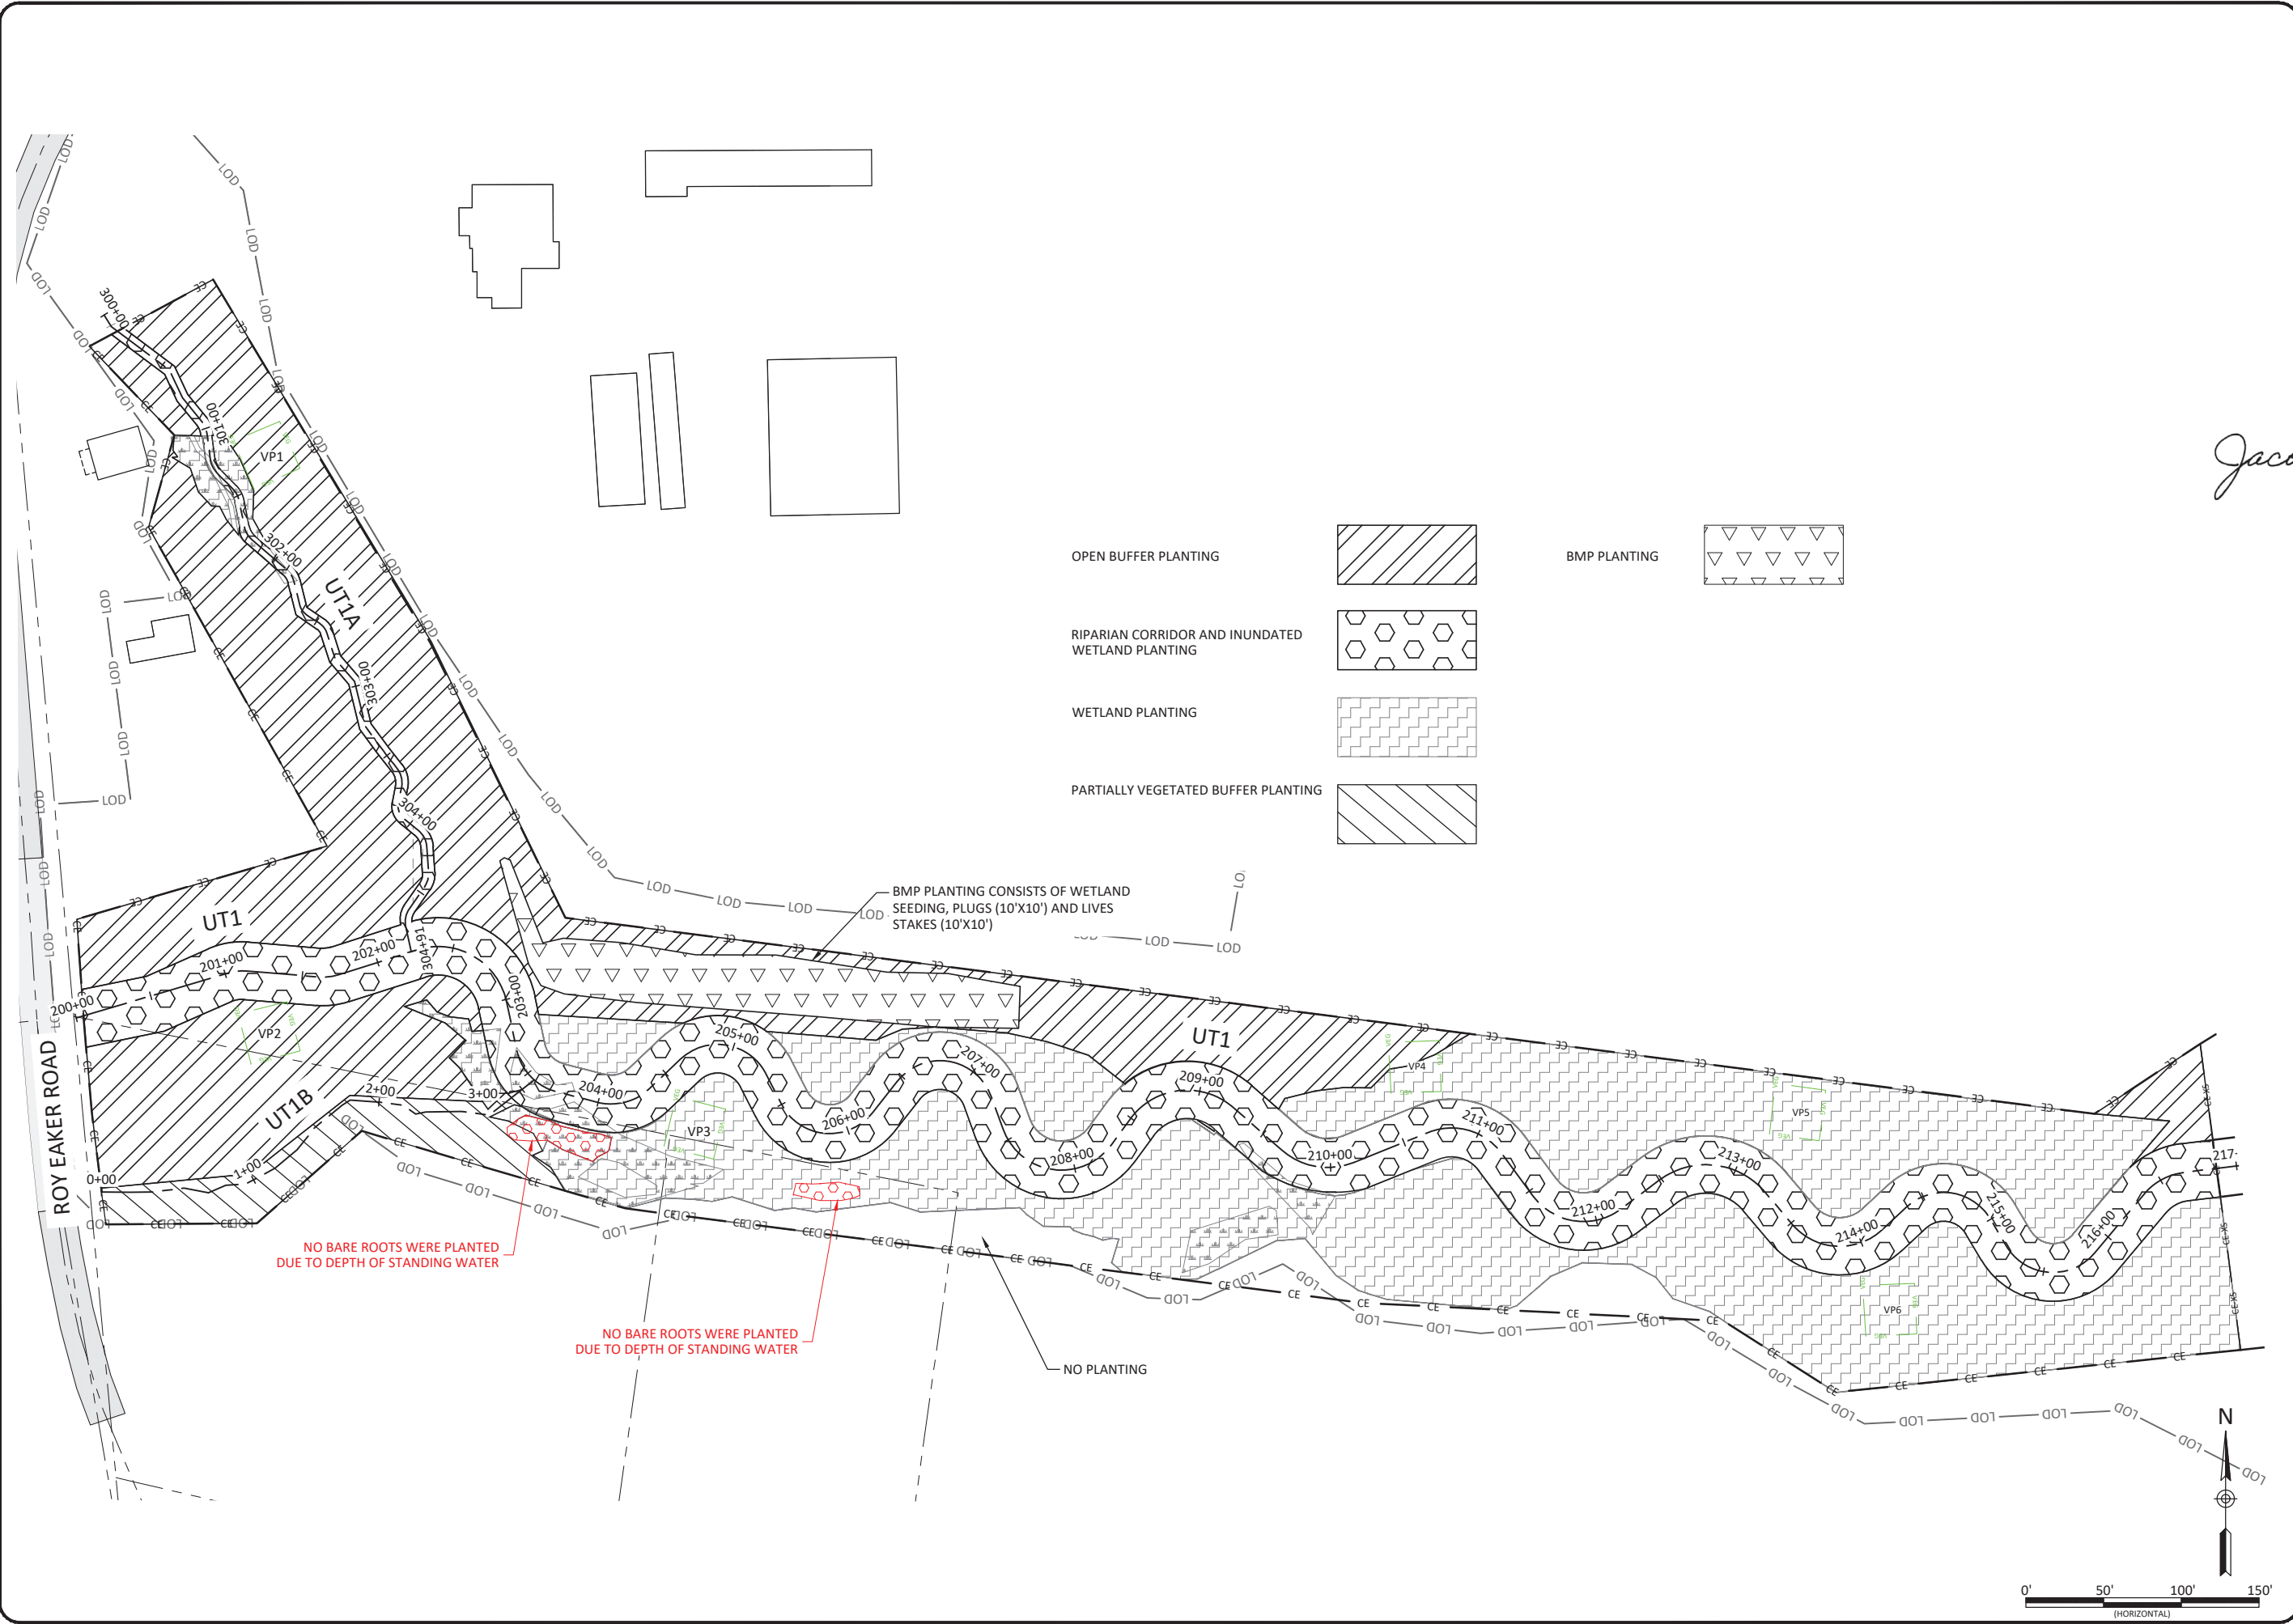 OPEN BUFFER PLANTING
BMP PLANTING
RIPARIAN CORRIDOR AND INUNDATED
WETLAND PLANTING
WETLAND PLANTING
PARTIALLY VEGETATED BUFFER PLANTING
BMP PLANTING CONSISTS OF WETLAND
SEEDING, PLUGS (10'X10') AND LIVES
STAKES (10'X10')
NO BARE ROOTS WERE PLANTED
DUE TO DEPTH OF STANDING WATER
NO BARE ROOTS WERE PLANTED
DUE TO DEPTH OF STANDING WATER
NO PLANTING
ROY EAKER ROAD
UT1A
UT1
UT1B
UT1
VP1
VP2
VP3
VP4
VP5
VP6
300+00
301+00
302+00
303+00
304+00
304+91
200+00
201+00
202+00
203+00
204+00
205+00
206+00
207+00
208+00
209+00
210+00
211+00
212+00
213+00
214+00
215+00
216+00
217
0+00
1+00
2+00
3+00
LOD
CE
VEG
N
0' 50' 100' 150'
(HORIZONTAL)